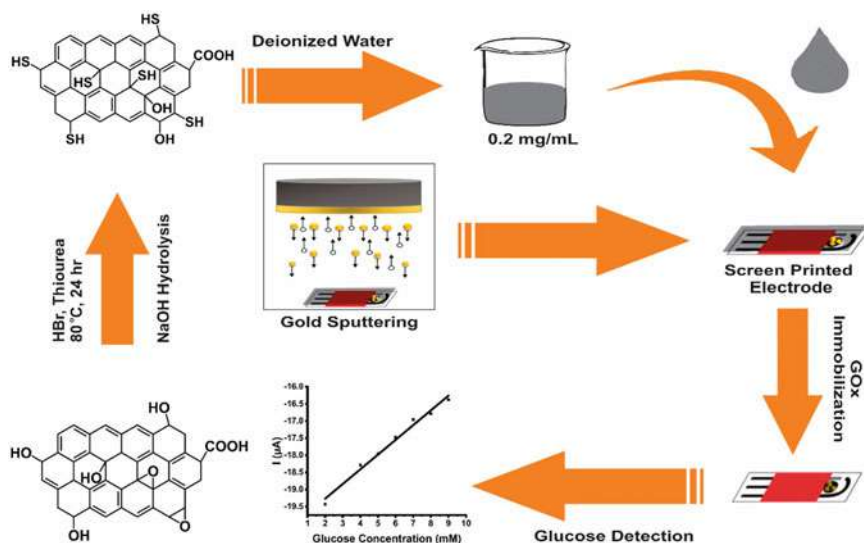 HS
SH
HS
COOH
HS
SH
OH
SH
SH
OH
Deionized Water
0.2 mg/mL
HBr, Thiourea
80 °C, 24 hr
NaOH Hydrolysis
Gold Sputtering
Screen Printed
Electrode
GOx
Immobilization
HO
HO
COOH
HO
O
O
OH
-16.0
-16.5
-17.0
-17.5
-18.0
-18.5
-19.0
-19.5
I (µA)
1 2 3 4 5 6 7 8 9 10
Glucose Concentration (mM)
Glucose Detection